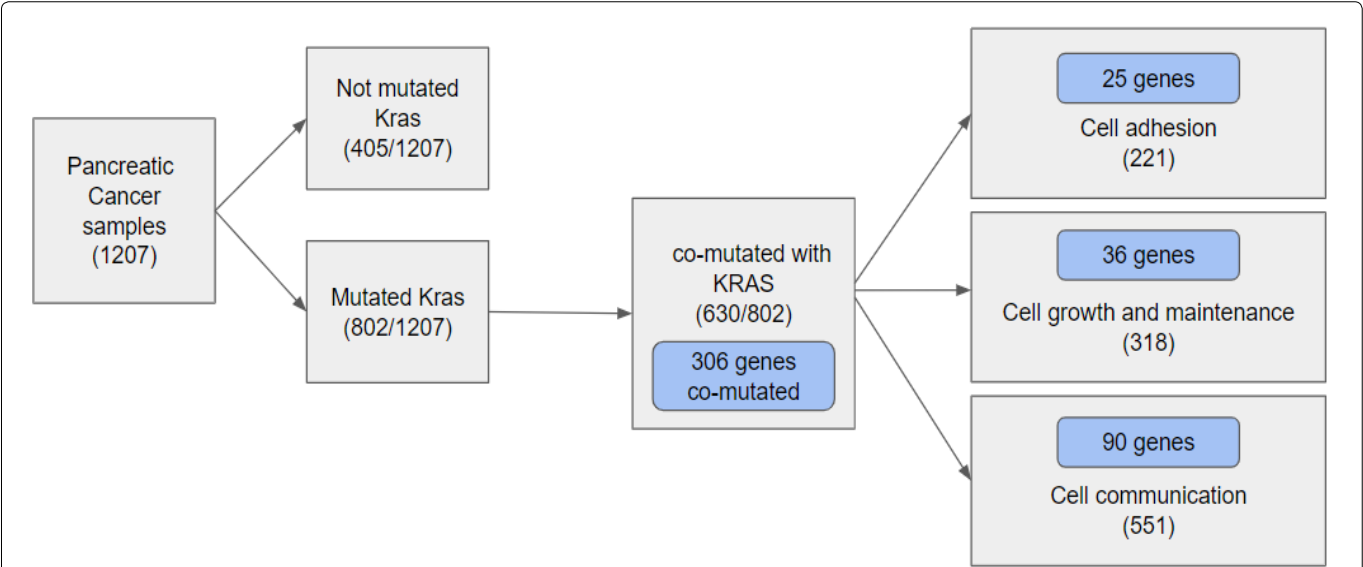 Pancreatic
Cancer
samples
(1207)
Not mutated
Kras
(405/1207)
Mutated Kras
(802/1207)
co-mutated with
KRAS
(630/802)
306 genes
co-mutated
25 genes
Cell adhesion
(221)
36 genes
Cell growth and maintenance
(318)
90 genes
Cell communication
(551)